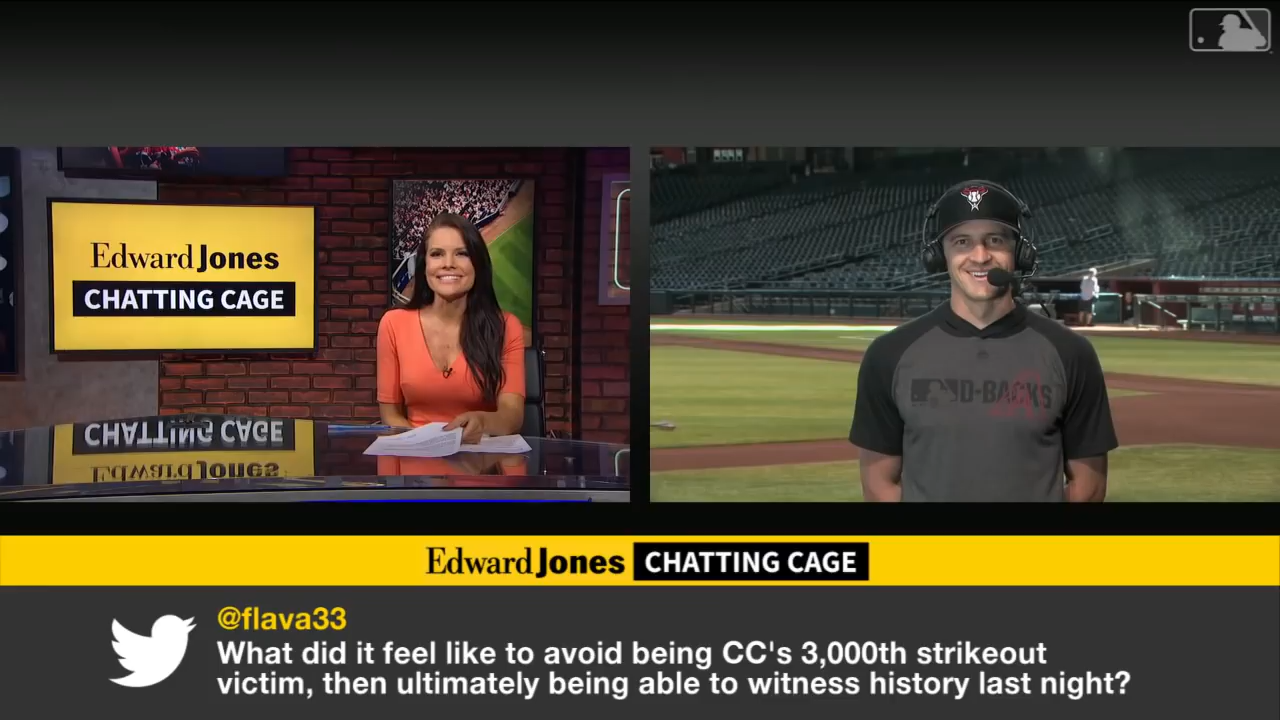 Edward Jones
CHATTING CAGE
CHATTING CAGE
Edward Jones
D-BACKS
Edward Jones CHATTING CAGE
@flava33
What did it feel like to avoid being CC's 3,000th strikeout
victim, then ultimately being able to witness history last night?